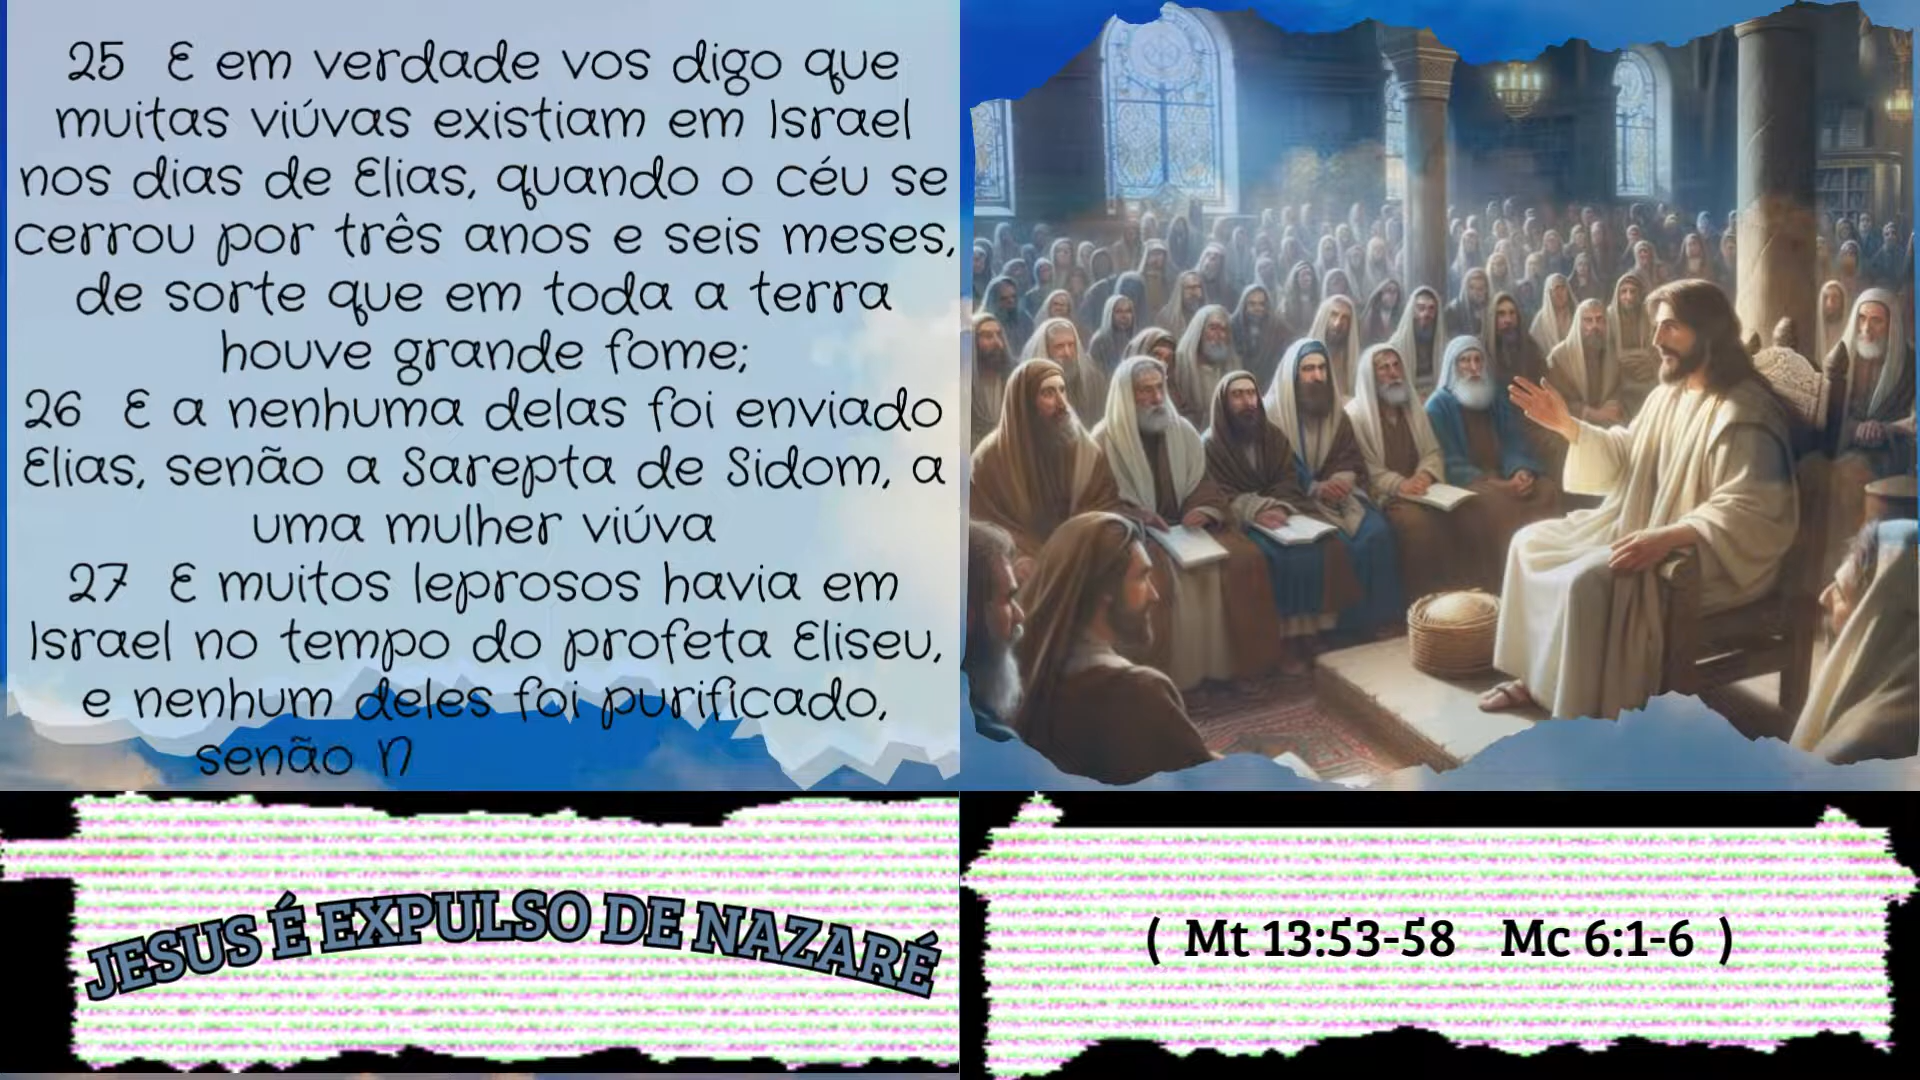 25 E em verdade vos digo que
muitas viúvas existiam em Israel
nos dias de Elias, quando o céu se
cerrou por três anos e seis meses,
de sorte que em toda a terra
houve grande fome;
26 E a nenhuma delas foi enviado
Elias, senão a Sarepta de Sidom, a
uma mulher viúva
27 E muitos leprosos havia em
Israel no tempo do profeta Eliseu,
e nenhum deles foi purificado,
senão n
JESUS É EXPULSO DE NAZARÉ
( Mt 13:53-58 Mc 6:1-6 )